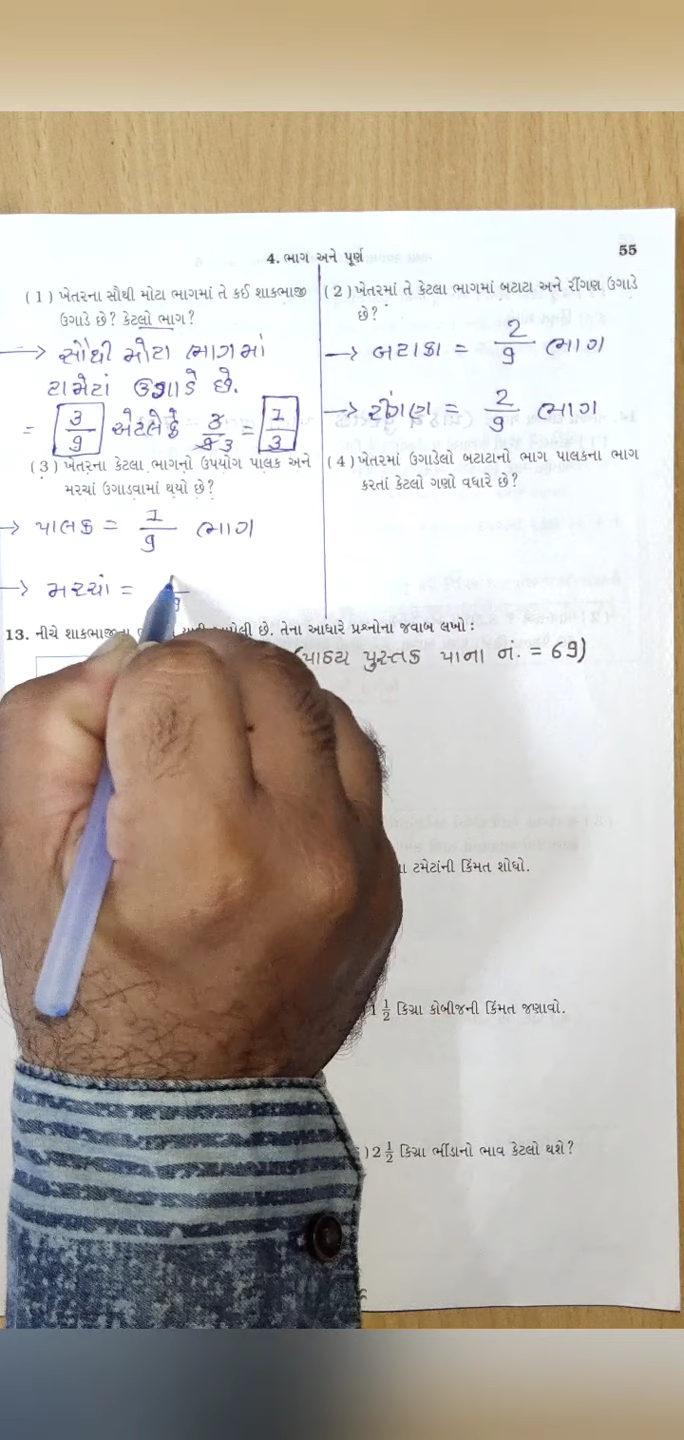 4. ભાગ અને પૂર્ણ
55
(1) ખેતરના સૌથી મોટા ભાગમાં તે કઈ શાકભાજી
ઉગાડે છે? કેટલો ભાગ?
→ સૌથી મોટા ભાગમાં
ટામેટાં ઉગાડે છે.
= 3/9 એટલેકે 3/9 3 = 1/3
(2) ખેતરમાં તે કેટલા ભાગમાં બટાટા અને રીંગણ ઉગાડે
છે?
→ બટાકા = 2/9 ભાગ
→ રીંગણ = 2/9 ભાગ
(3) ખેતરના કેટલા ભાગનો ઉપયોગ પાલક અને
મરચાં ઉગાડવામાં થયો છે?
→ પાલક = 1/9 ભાગ
→ મરચાં =
(4) ખેતરમાં ઉગાડેલો બટાટાનો ભાગ પાલકના ભાગ
કરતાં કેટલો ગણો વધારે છે?
13. નીચે શાકભાજીના આપેલી છે. તેના આધારે પ્રશ્નોના જવાબ લખો :
(પાઠય પુસ્તક પાના નં. = 69)
ટમેટાંની કિંમત શોધો.
1 1/2 કિગ્રા કોબીજની કિંમત જણાવો.
) 2 1/2 કિગ્રા ભીંડાનો ભાવ કેટલો થશે?